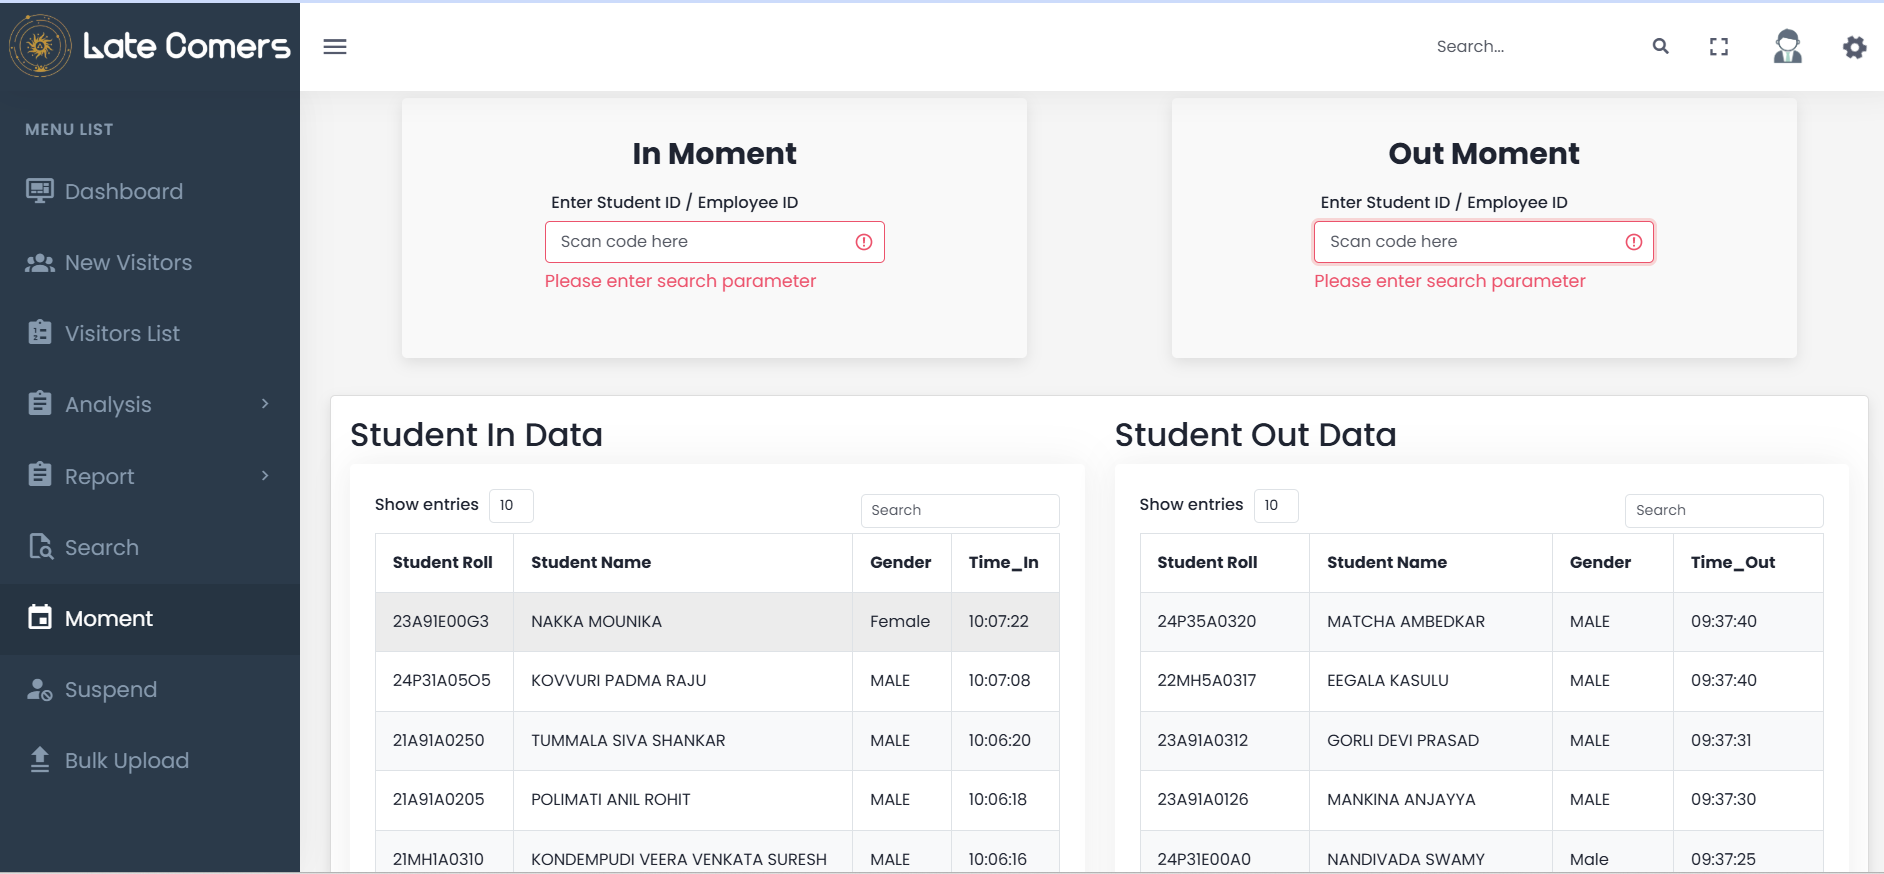 Late Comers
Search...
MENU LIST
Dashboard
New Visitors
Visitors List
Analysis
Report
Search
Moment
Suspend
Bulk Upload
In Moment
Enter Student ID / Employee ID
Scan code here
Please enter search parameter
Out Moment
Enter Student ID / Employee ID
Scan code here
Please enter search parameter
Student In Data
Show entries 10 Search
Student Roll Student Name Gender Time_In
23A91E00G3 NAKKA MOUNIKA Female 10:07:22
24P31A05O5 KOVVURI PADMA RAJU MALE 10:07:08
21A91A0250 TUMMALA SIVA SHANKAR MALE 10:06:20
21A91A0205 POLIMATI ANIL ROHIT MALE 10:06:18
21MH1A0310 KONDEMPUDI VEERA VENKATA SURESH MALE 10:06:16
Student Out Data
Show entries 10 Search
Student Roll Student Name Gender Time_Out
24P35A0320 MATCHA AMBEDKAR MALE 09:37:40
22MH5A0317 EEGALA KASULU MALE 09:37:40
23A91A0312 GORLI DEVI PRASAD MALE 09:37:31
23A91A0126 MANKINA ANJAYYA MALE 09:37:30
24P31E00A0 NANDIVADA SWAMY Male 09:37:25